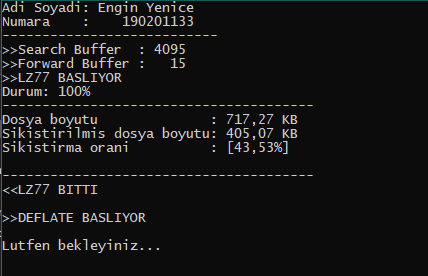 Adi Soyadi: Engin Yenice
Numara    :    190201133
---------------------------
>>Search Buffer  : 4095
>>Forward Buffer :   15
>>LZ77 BASLIYOR
Durum: 100%
---------------------------------------
Dosya boyutu              : 717,27 KB
Sikistirilmis dosya boyutu: 405,07 KB
Sikistirma orani          : [43,53%]

---------------------------------------
<<LZ77 BITTI

>>DEFLATE BASLIYOR

Lutfen bekleyiniz...